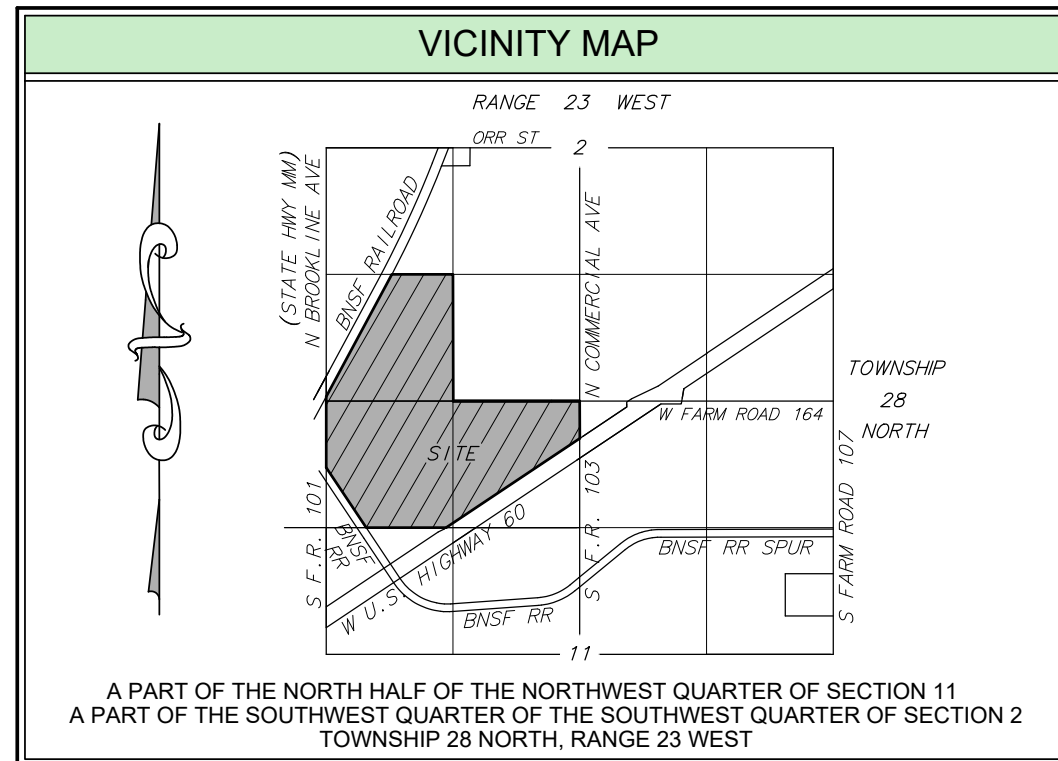 VICINITY MAP
RANGE 23 WEST
ORR ST
2
(STATE HWY MM)
N BROOKLINE AVE
BNSF RAILROAD
N COMMERCIAL AVE
TOWNSHIP
28
NORTH
W FARM ROAD 164
SITE
S F.R. 101
BNSF
RR
W U.S. HIGHWAY 60
S F.R. 103
BNSF RR SPUR
S FARM ROAD 107
BNSF RR
11
A PART OF THE NORTH HALF OF THE NORTHWEST QUARTER OF SECTION 11
A PART OF THE SOUTHWEST QUARTER OF THE SOUTHWEST QUARTER OF SECTION 2
TOWNSHIP 28 NORTH, RANGE 23 WEST